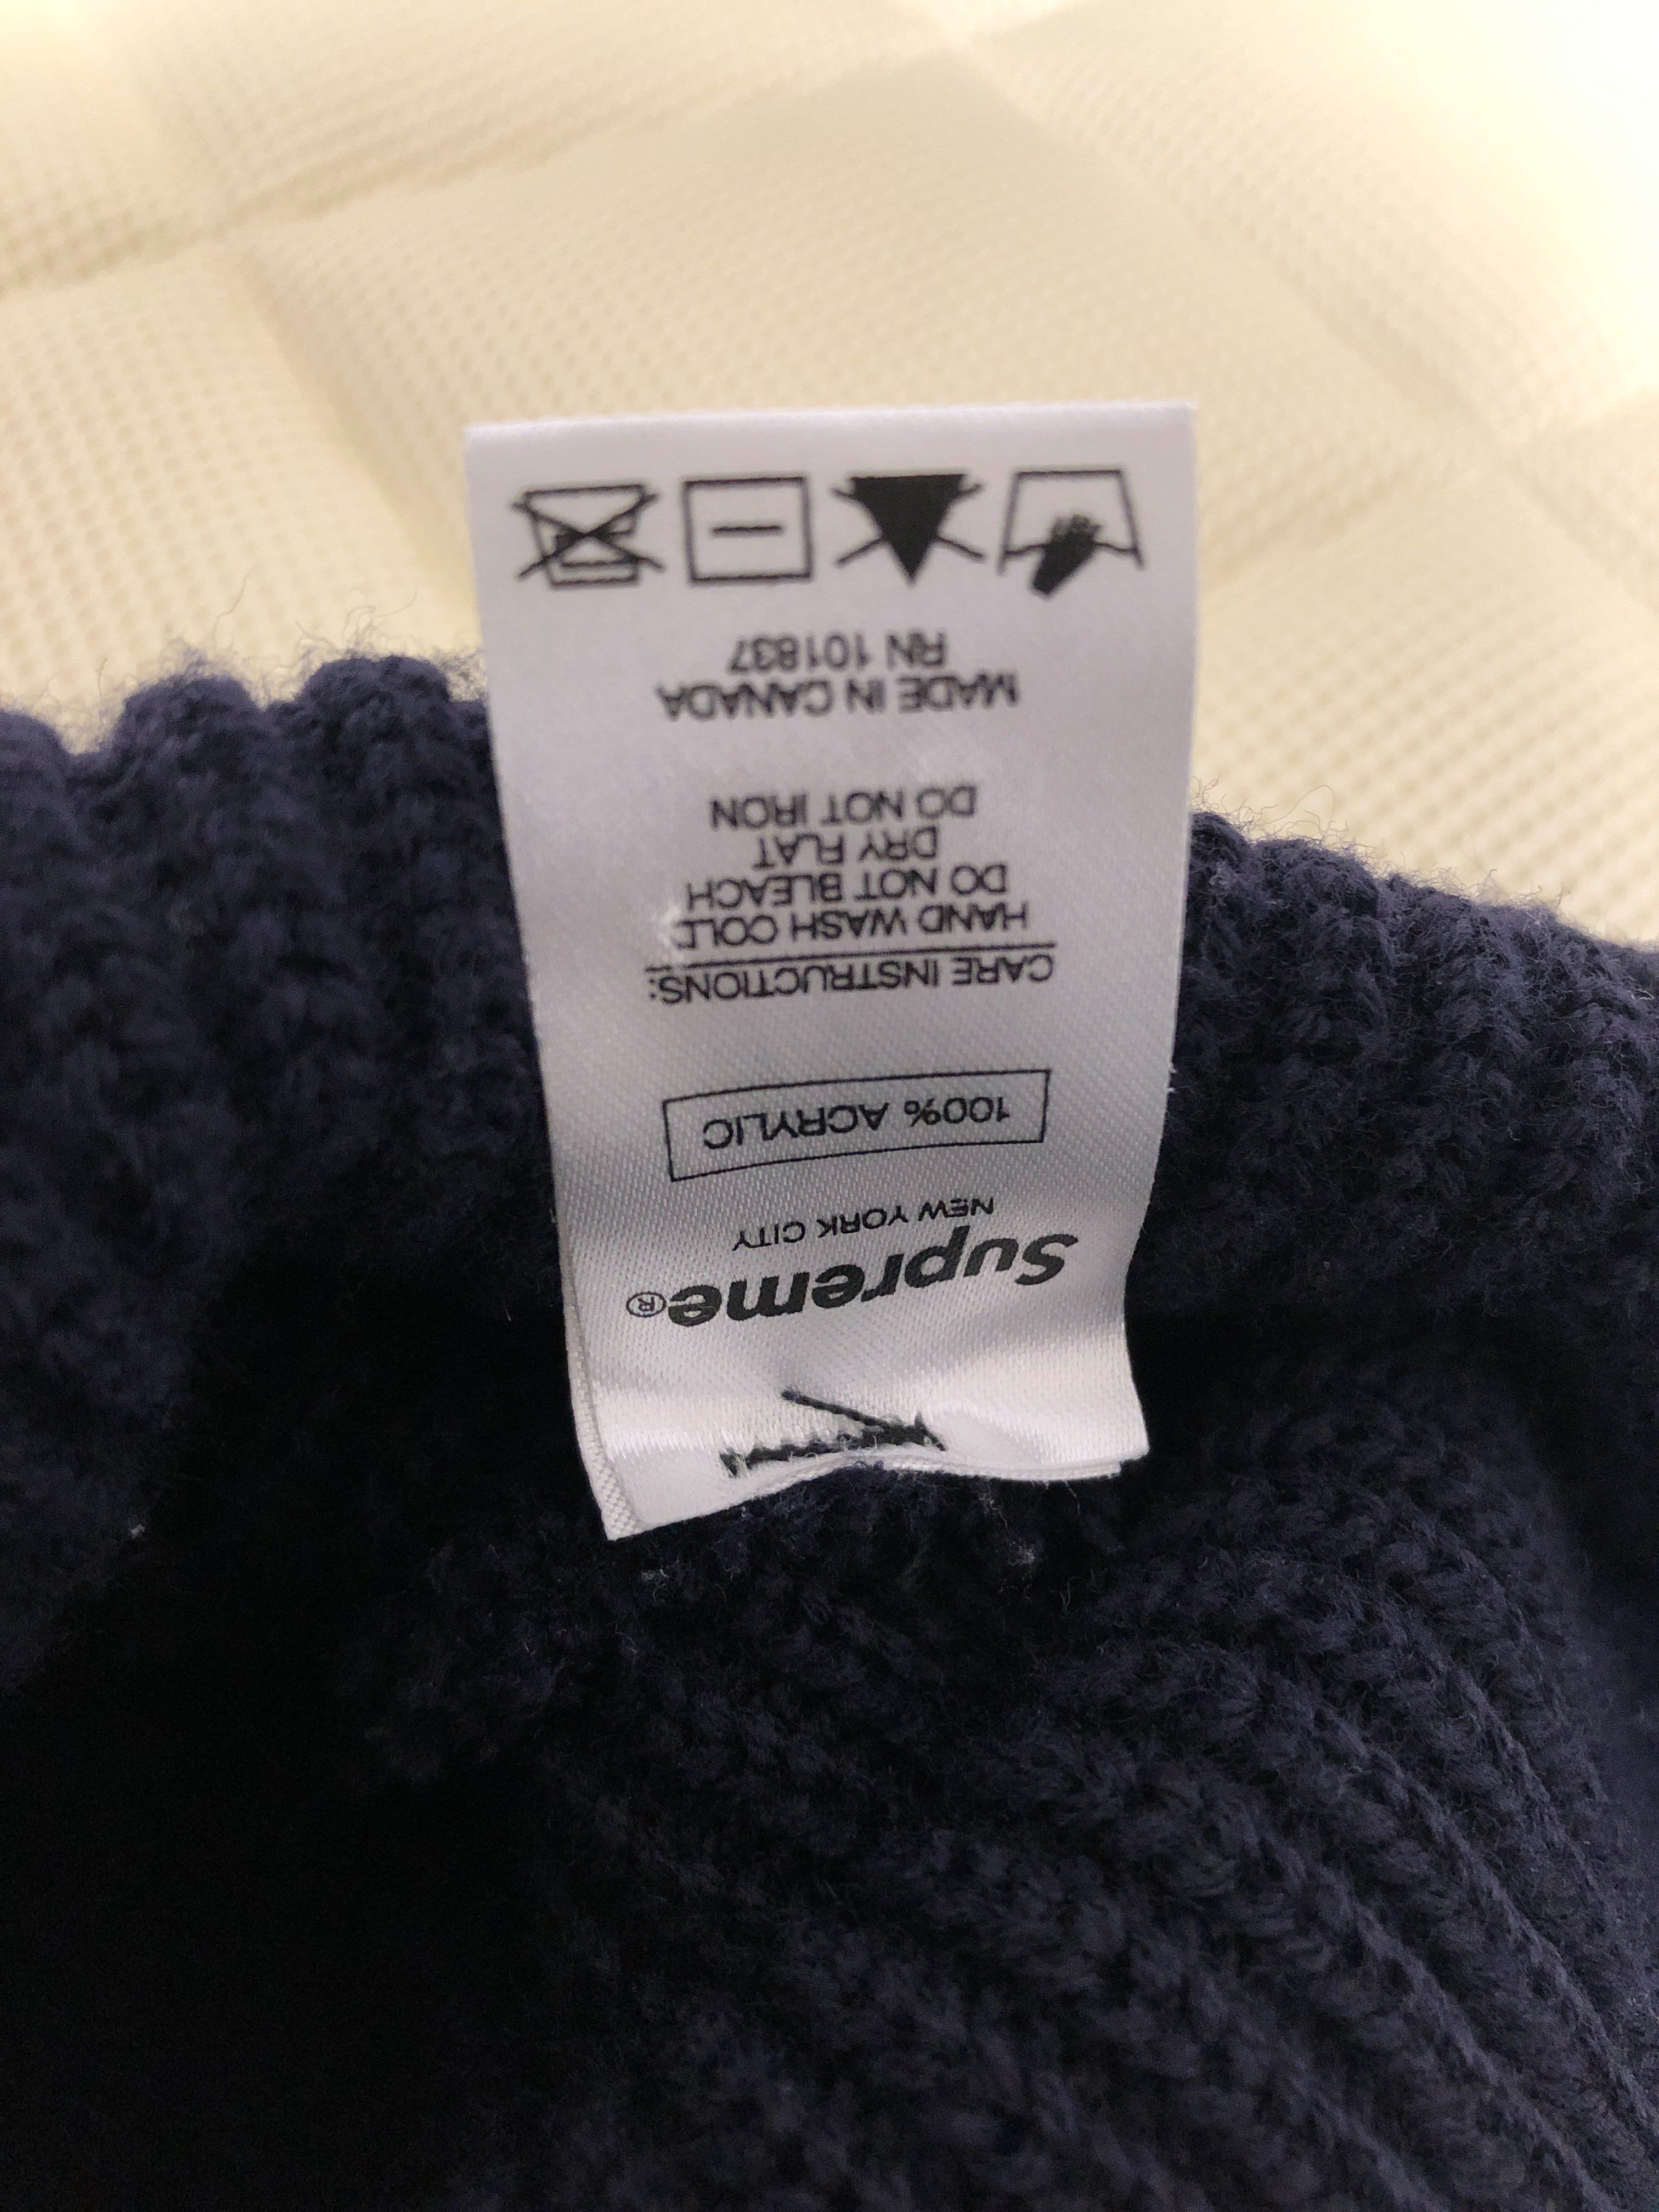 Supreme®
NEW YORK CITY
100% ACRYLIC
CARE INSTRUCTIONS:
HAND WASH COLD
DO NOT BLEACH
DRY FLAT
DO NOT IRON
MADE IN CANADA
RN 101837